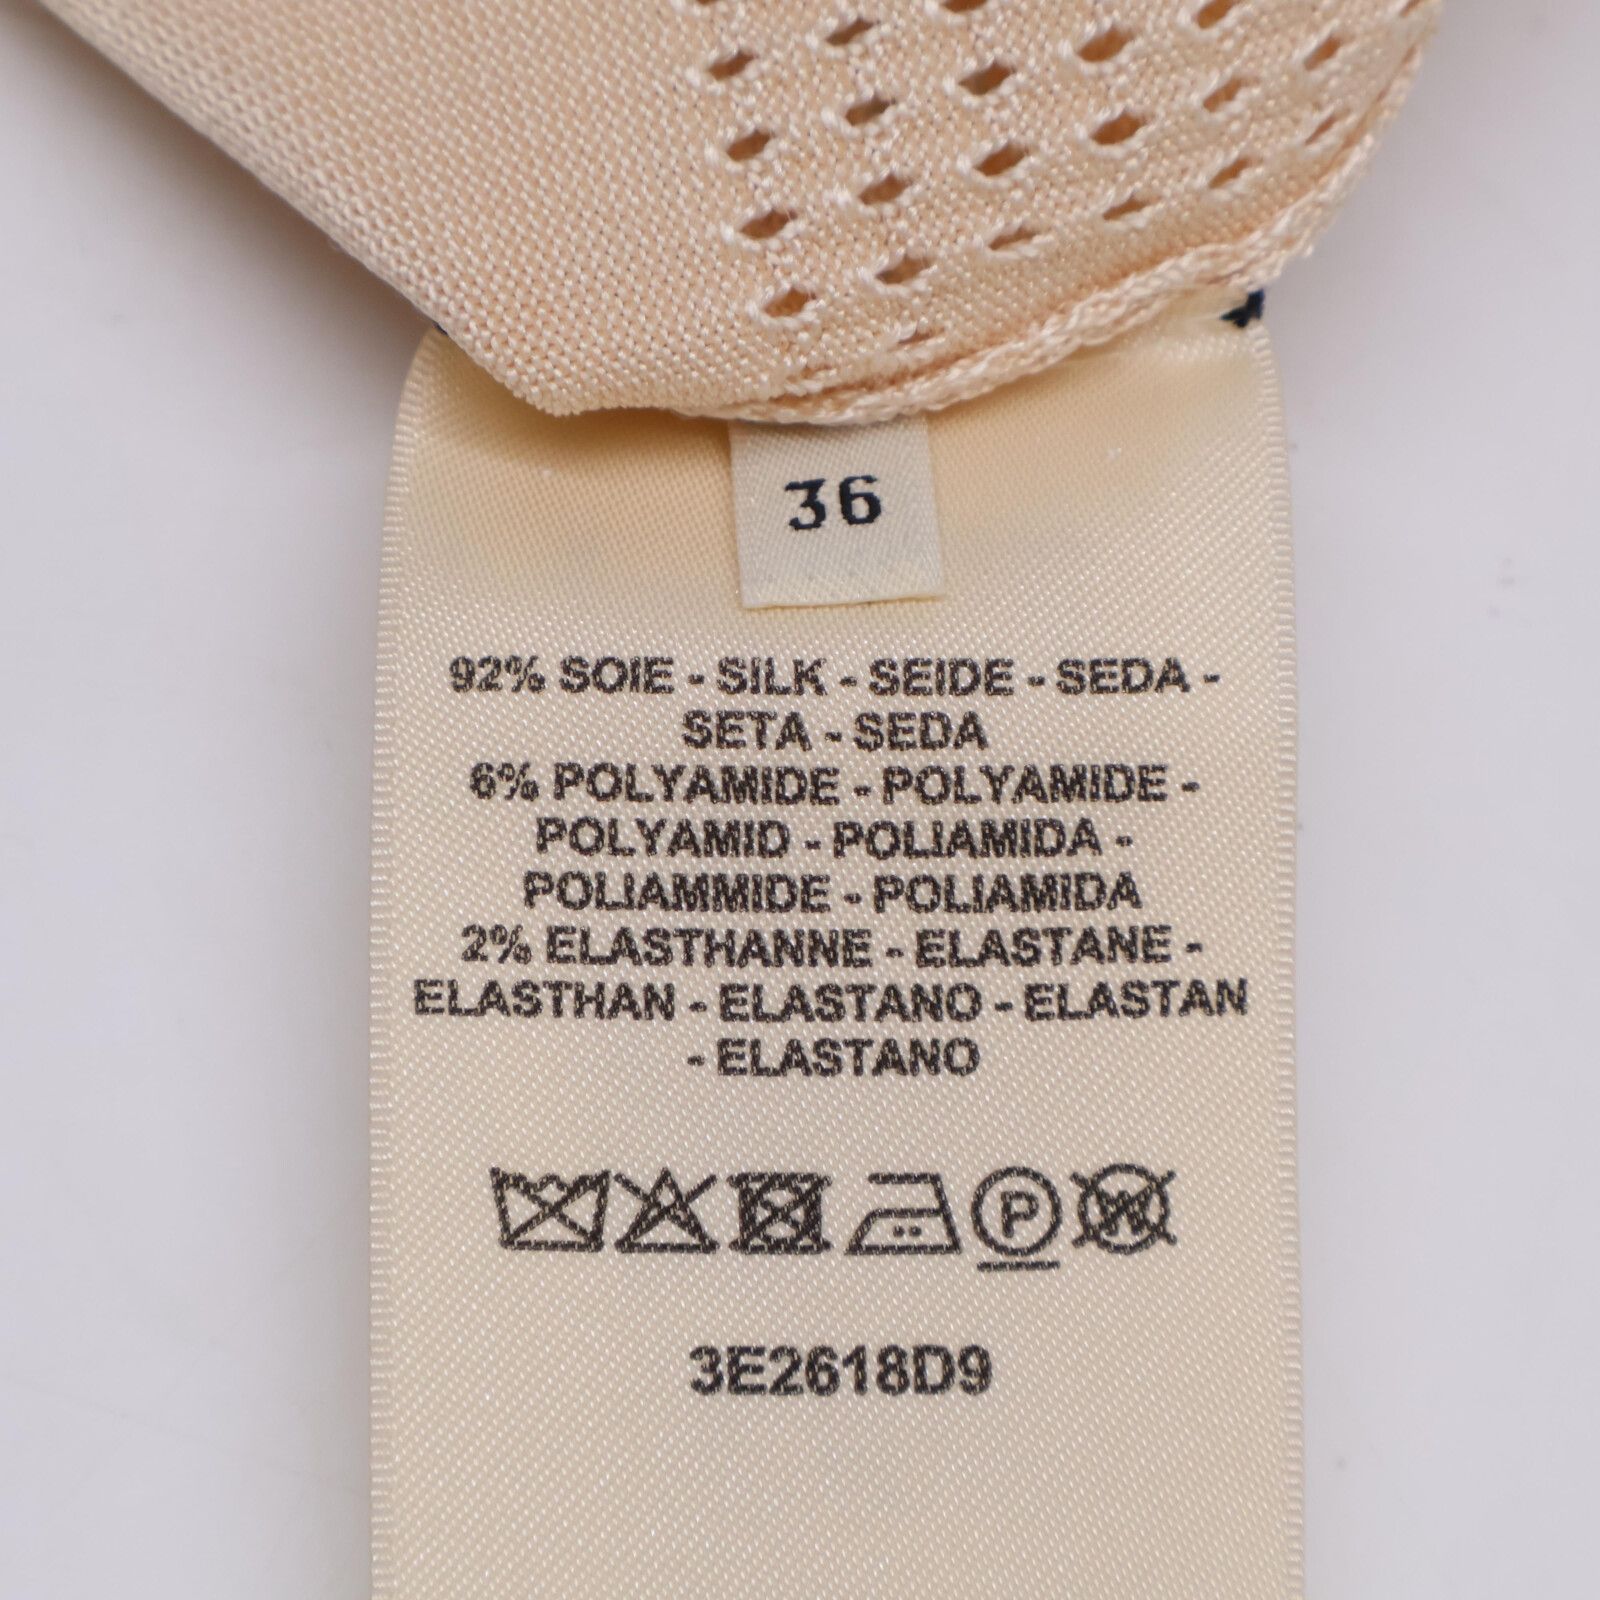 36
92% SOIE - SILK - SEIDE - SEDA -
SETA - SEDA
6% POLYAMIDE - POLYAMIDE -
POLYAMID - POLIAMIDA -
POLIAMMIDE - POLIAMIDA
2% ELASTHANNE - ELASTANE -
ELASTHAN - ELASTANO - ELASTAN
- ELASTANO
P W
3E2618D9